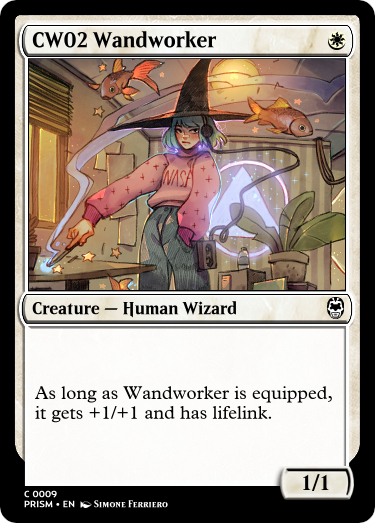 CW02 Wandworker
NASA
Creature — Human Wizard
As long as Wandworker is equipped,
it gets +1/+1 and has lifelink.
1/1
C 0009
PRISM • EN Simone Ferriero